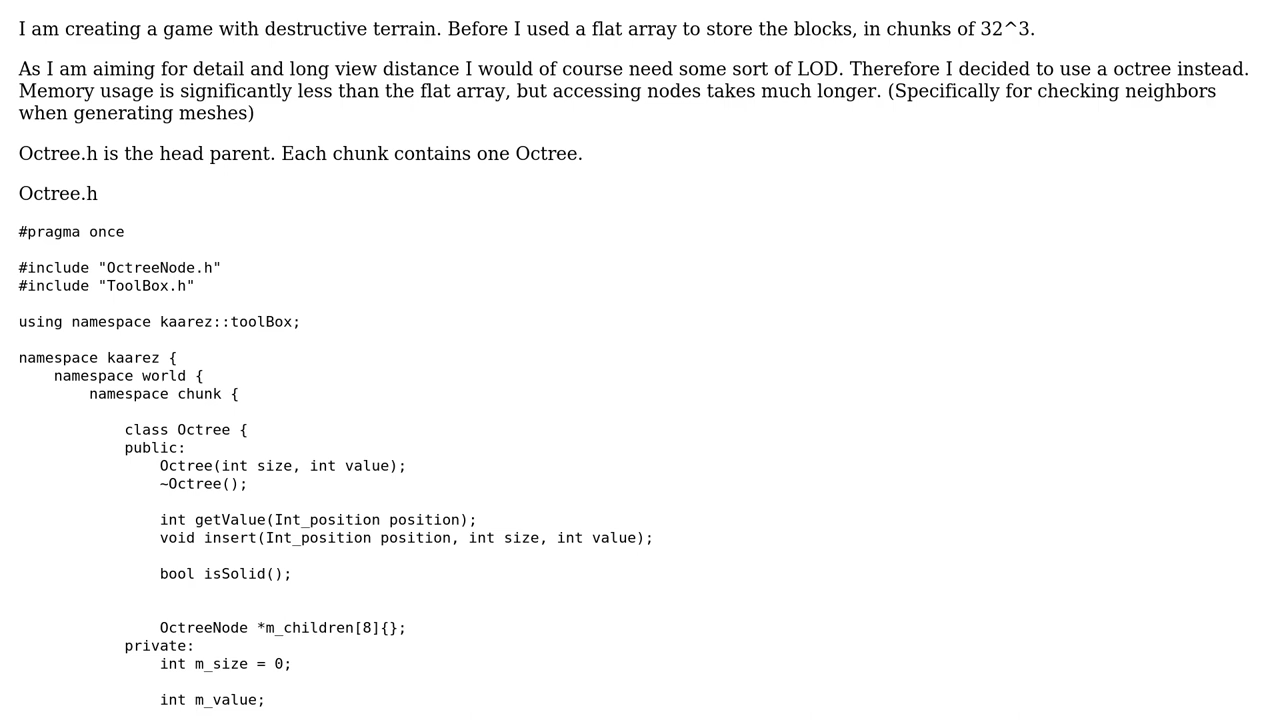 I am creating a game with destructive terrain. Before I used a flat array to store the blocks, in chunks of 32^3.
As I am aiming for detail and long view distance I would of course need some sort of LOD. Therefore I decided to use a octree instead.
Memory usage is significantly less than the flat array, but accessing nodes takes much longer. (Specifically for checking neighbors
when generating meshes)
Octree.h is the head parent. Each chunk contains one Octree.
Octree.h
#pragma once
#include "OctreeNode.h"
#include "ToolBox.h"
using namespace kaarez::toolBox;
namespace kaarez {
    namespace world {
        namespace chunk {
            class Octree {
            public:
                Octree(int size, int value);
                ~Octree();
                int getValue(Int_position position);
                void insert(Int_position position, int size, int value);
                bool isSolid();
                OctreeNode *m_children[8]{};
            private:
                int m_size = 0;
                int m_value;